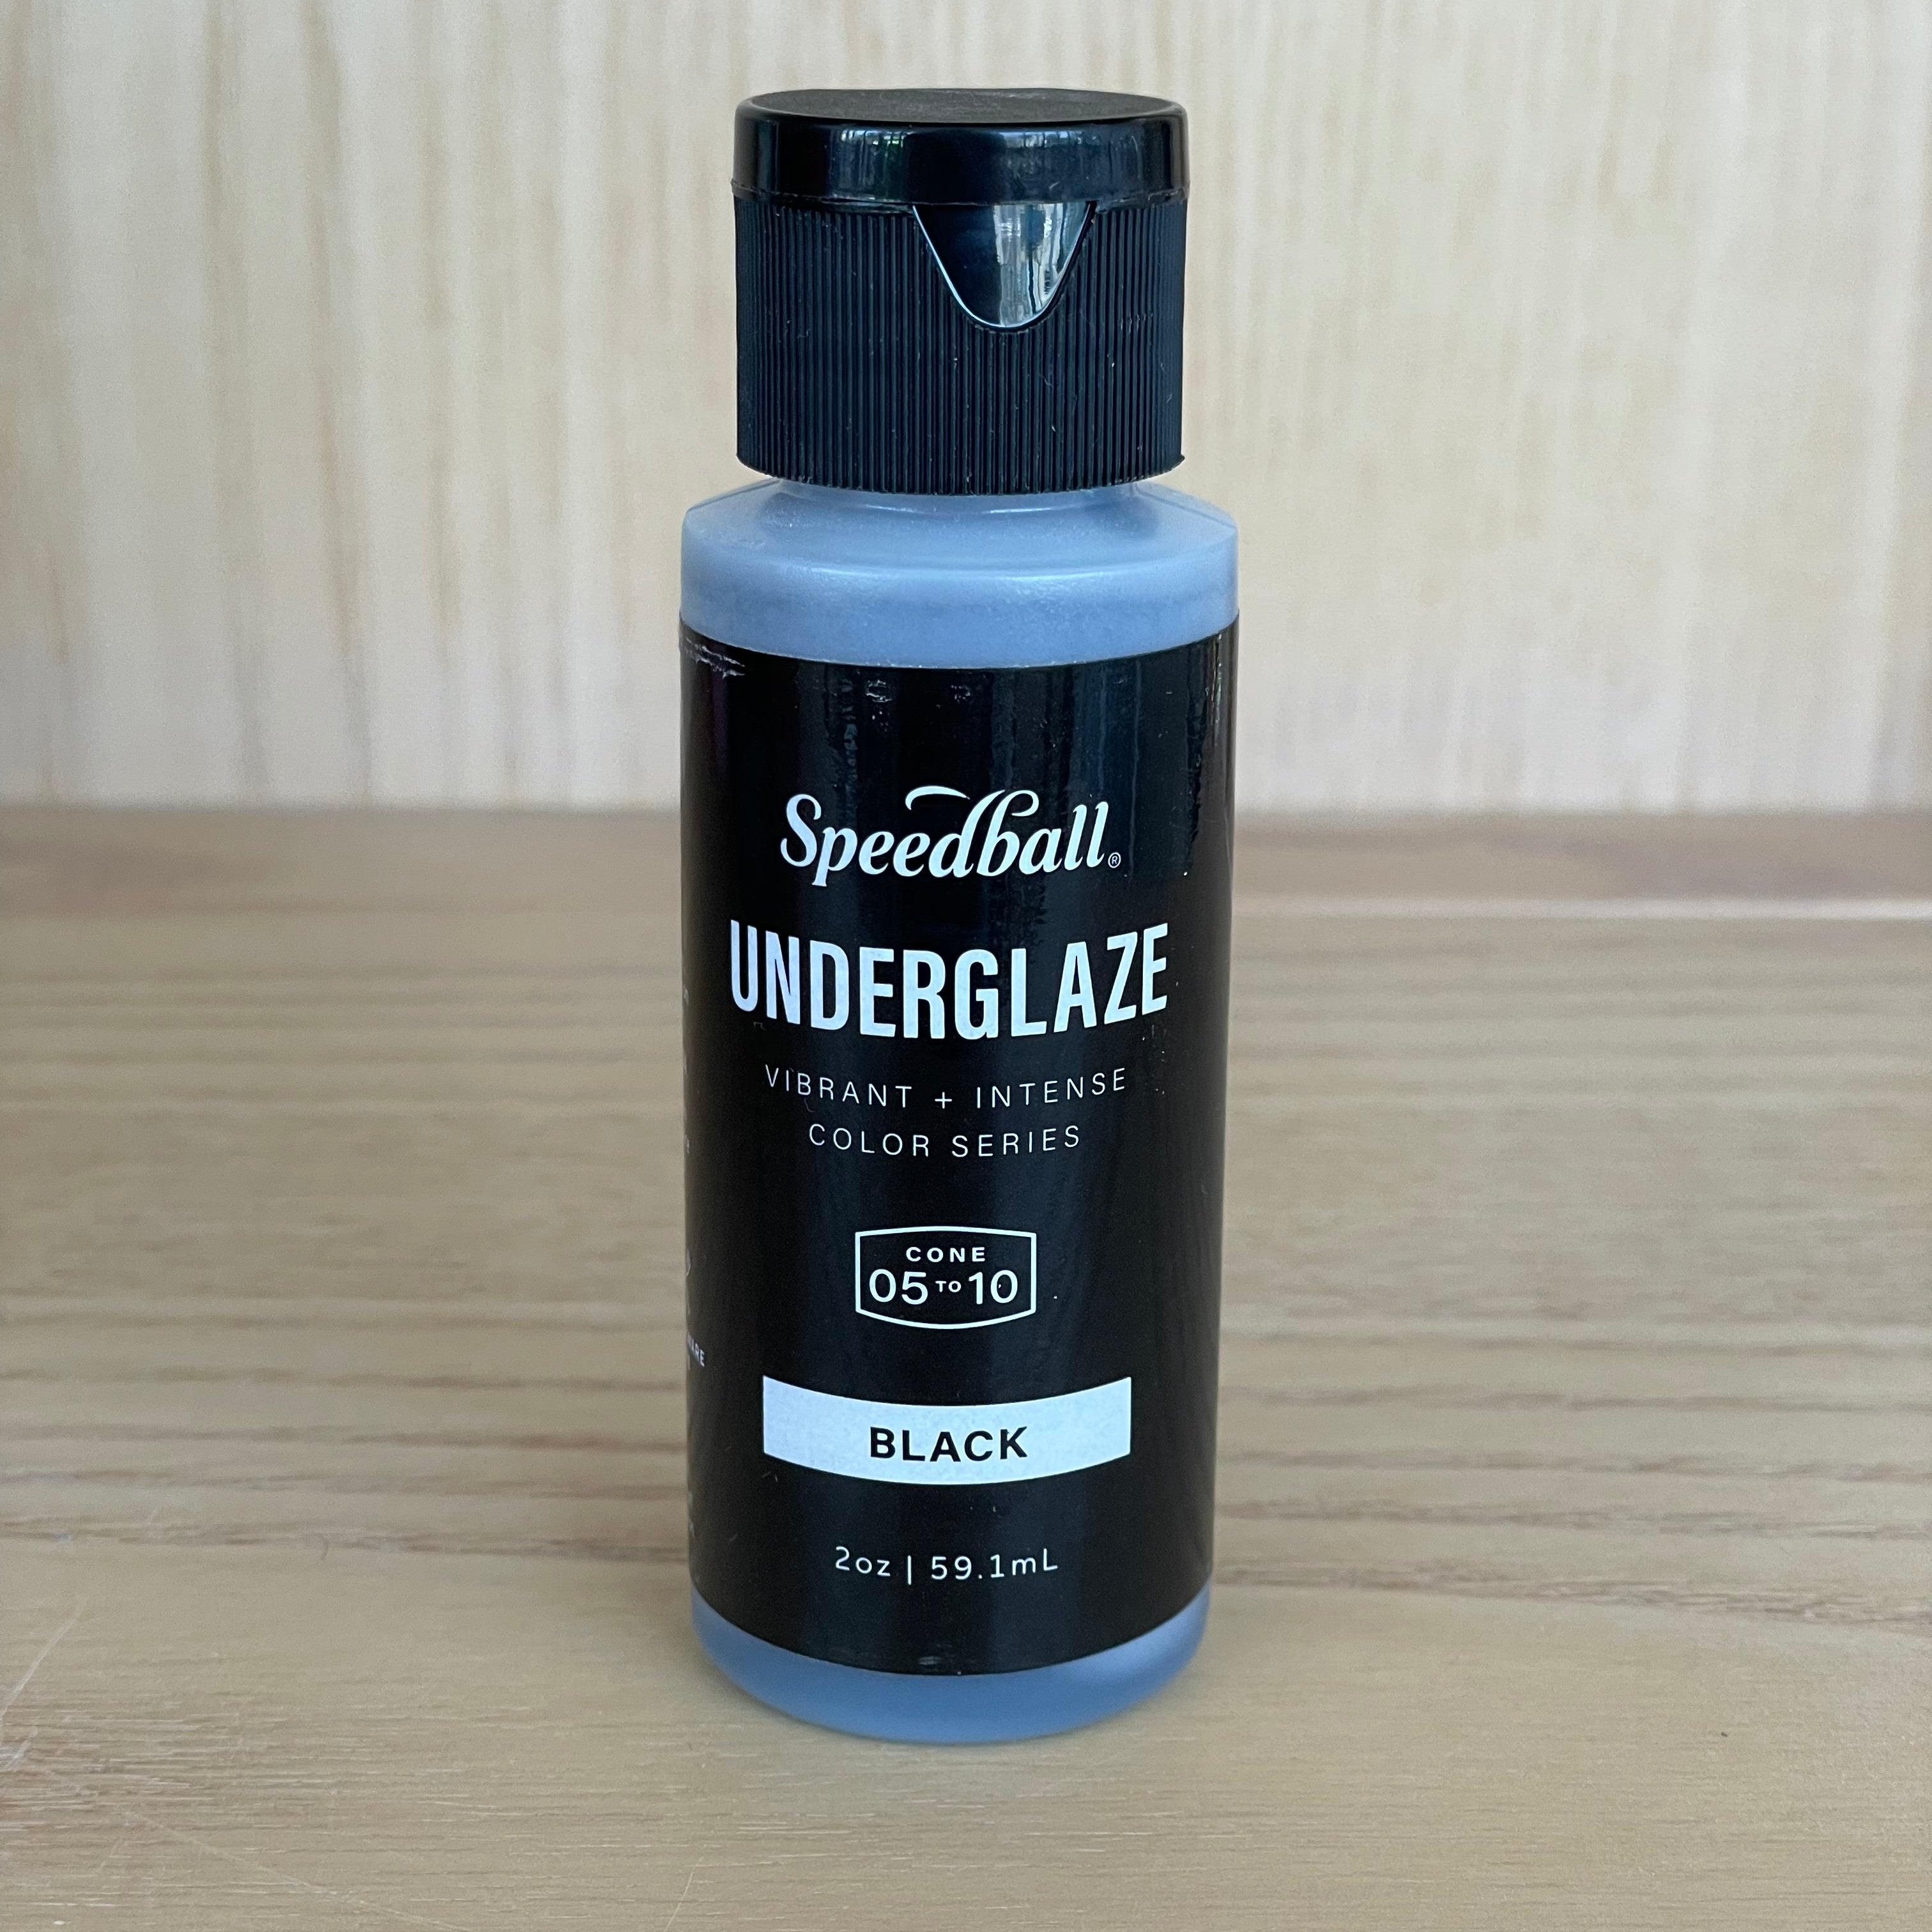 Speedball®
UNDERGLAZE
VIBRANT + INTENSE
COLOR SERIES
CONE
05 TO 10
BLACK
2oz | 59.1mL